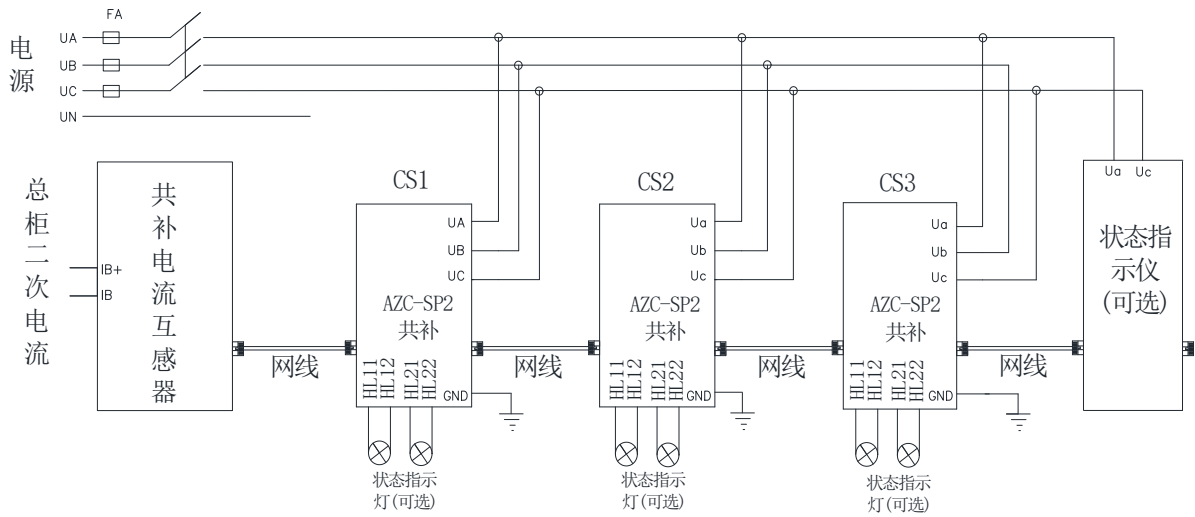 FA
电源
UA
UB
UC
UN
总柜二次电流
共补电流互感器
IB+
IB
网线
CS1
UA
UB
UC
AZC-SP2
共补
HL11
HL12
HL21
HL22
GND
状态指示
灯(可选)
网线
CS2
Ua
Ub
Uc
AZC-SP2
共补
HL11
HL12
HL21
HL22
GND
状态指示
灯(可选)
网线
CS3
Ua
Ub
Uc
AZC-SP2
共补
HL11
HL12
HL21
HL22
GND
状态指示
灯(可选)
网线
Ua
Uc
状态指
示仪
(可选)